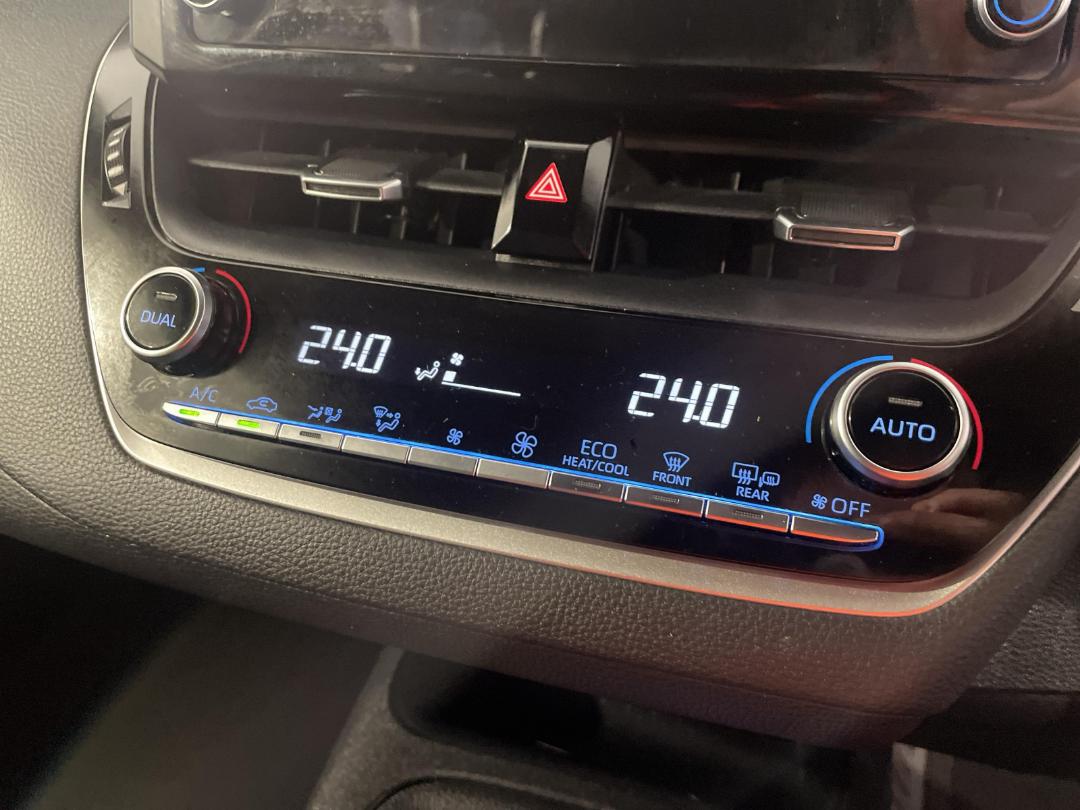 DUAL
24.0
24.0
AUTO
A/C
ECO
HEAT/COOL
FRONT
REAR
OFF